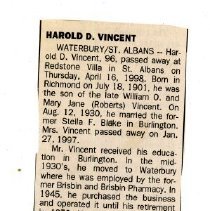 HAROLD D. VINCENT
WATERBURY/ST. ALBANS – Har-
old D. Vincent, 96, passed away at
Redstone Villa in St. Albans on
Thursday, April 16, 1998. Born in
Richmond on July 18, 1901, he was
the son of the late William D. and
Mary Jane (Roberts) Vincent. On
Aug. 12, 1930, he married the for-
mer Stella F. Blake in Burlington.
Mrs. Vincent passed away on Jan.
27, 1997.
Mr. Vincent received his educa-
tion in Burlington. In the mid-
1930's, he moved to Waterbury
where he was employed by the for-
mer Brisbin and Brisbin Pharmacy. In
1945, he purchased the business
and operated it until his retirement